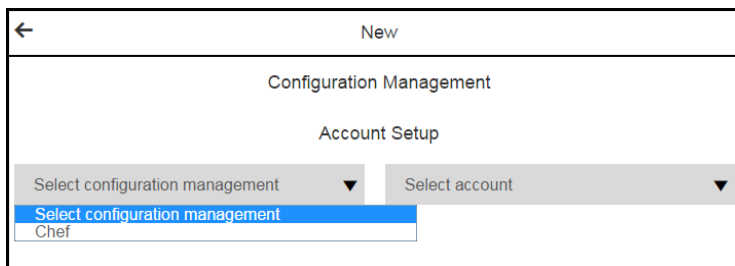 New
Configuration Management
Account Setup
Select configuration management
Select account
Select configuration management
Chef